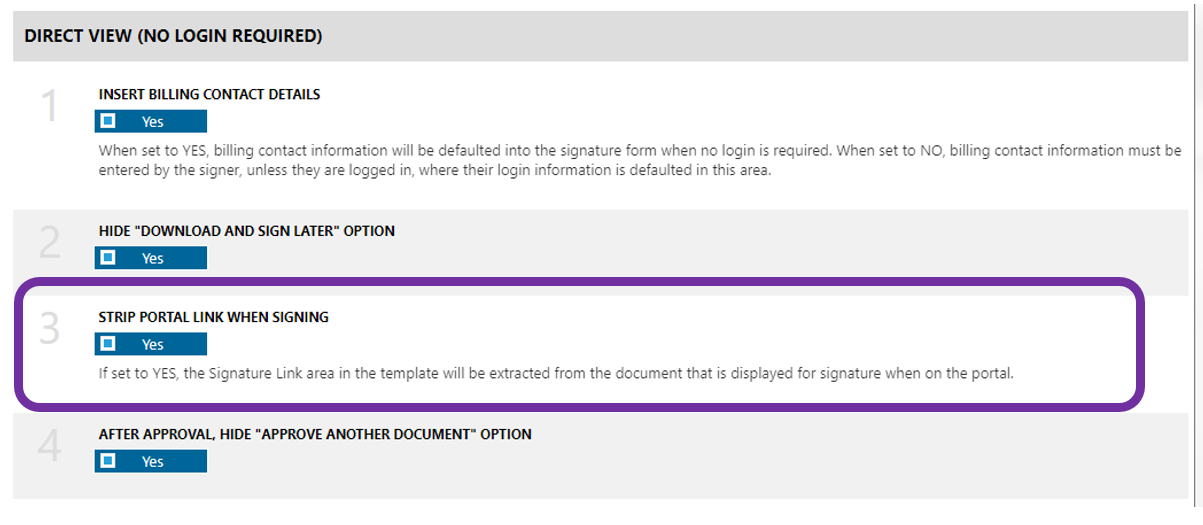 DIRECT VIEW (NO LOGIN REQUIRED)
1
INSERT BILLING CONTACT DETAILS
Yes
When set to YES, billing contact information will be defaulted into the signature form when no login is required. When set to NO, billing contact information must be
entered by the signer, unless they are logged in, where their login information is defaulted in this area.
2
HIDE "DOWNLOAD AND SIGN LATER" OPTION
Yes
3
STRIP PORTAL LINK WHEN SIGNING
Yes
If set to YES, the Signature Link area in the template will be extracted from the document that is displayed for signature when on the portal.
4
AFTER APPROVAL, HIDE "APPROVE ANOTHER DOCUMENT" OPTION
Yes